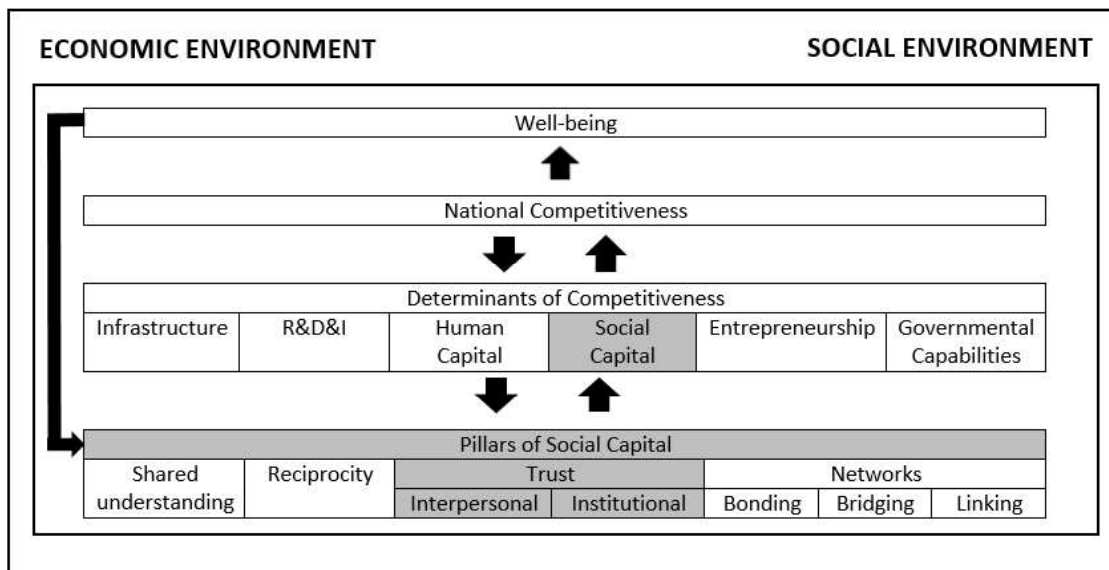 ECONOMIC ENVIRONMENT
SOCIAL ENVIRONMENT
Well-being
National Competitiveness
Determinants of Competitiveness
Infrastructure
R&D&I
Human
Capital
Social
Capital
Entrepreneurship
Governmental
Capabilities
Pillars of Social Capital
Shared
understanding
Reciprocity
Trust
Networks
Interpersonal
Institutional
Bonding
Bridging
Linking